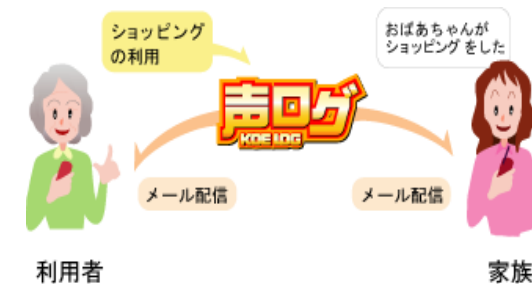 ショッピング
の利用
おばあちゃんが
ショッピングをした
声ログ
KOE LOG
メール配信
メール配信
利用者
家族